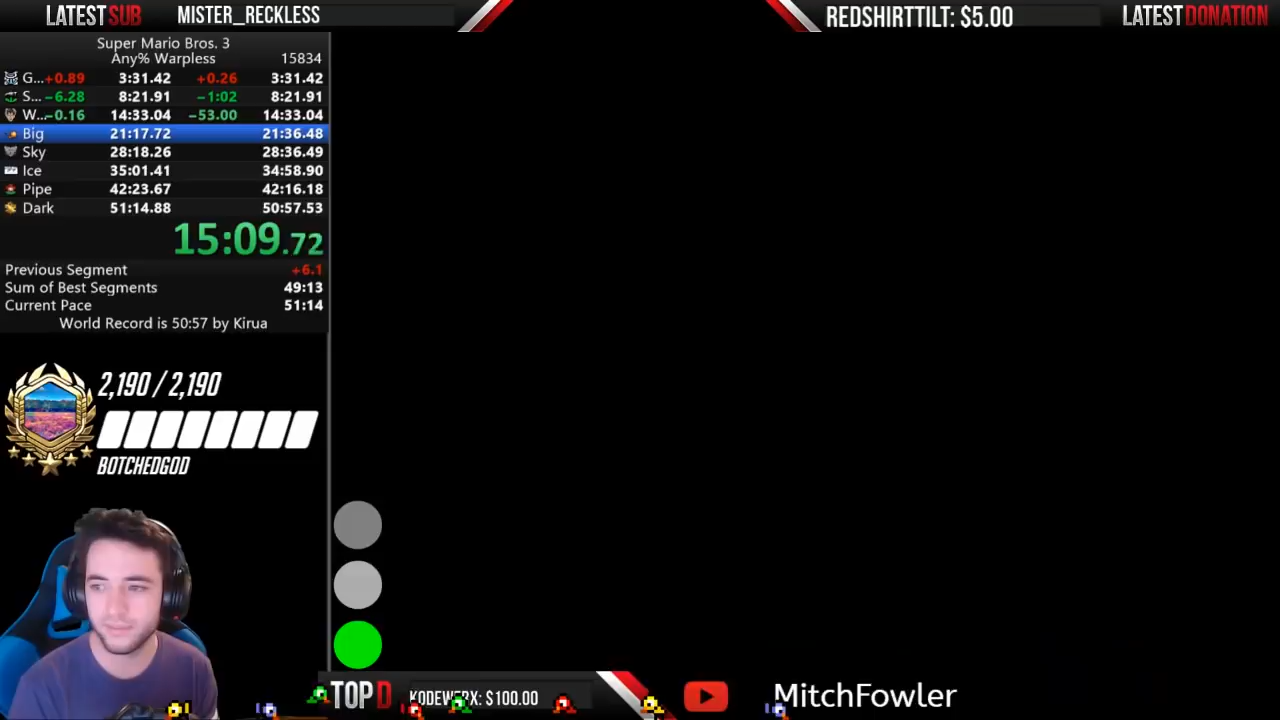 LATEST SUB MISTER_RECKLESS REDSHIRTTILT: $5.00 LATEST DONATION
Super Mario Bros. 3
Any% Warpless 15834
G... +0.89 3:31.42 +0.26 3:31.42
S... -6.28 8:21.91 -1:02 8:21.91
W... -0.16 14:33.04 -53.00 14:33.04
Big 21:17.72 21:36.48
Sky 28:18.26 28:36.49
Ice 35:01.41 34:58.90
Pipe 42:23.67 42:16.18
Dark 51:14.88 50:57.53
15:09.72
Previous Segment +6.1
Sum of Best Segments 49:13
Current Pace 51:14
World Record is 50:57 by Kirua
2,190 / 2,190
BOTCHEDGOD
TOP D KODEWERX: $100.00 MitchFowler